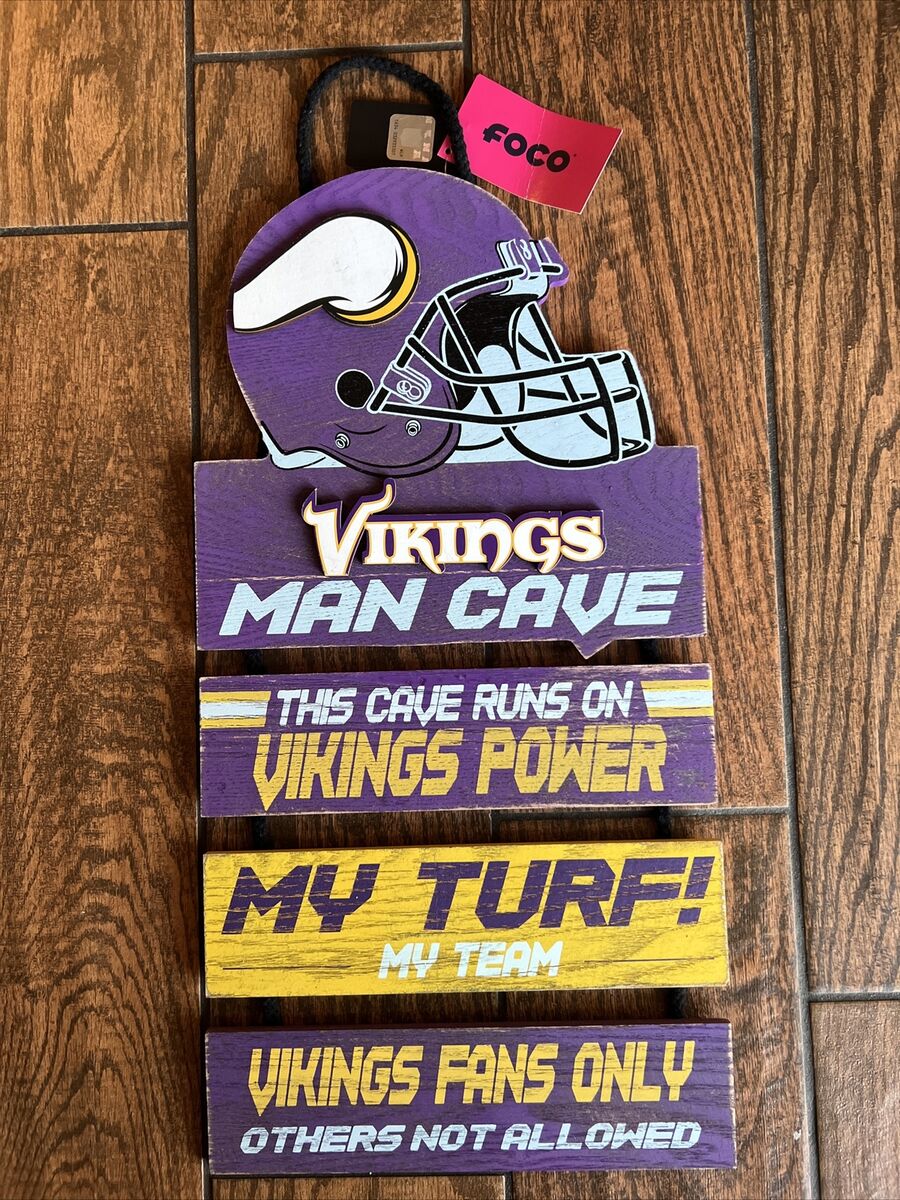 FOCO
VIKINGS
MAN CAVE
THIS CAVE RUNS ON
VIKINGS POWER
MY TURF!
MY TEAM
VIKINGS FANS ONLY
OTHERS NOT ALLOWED